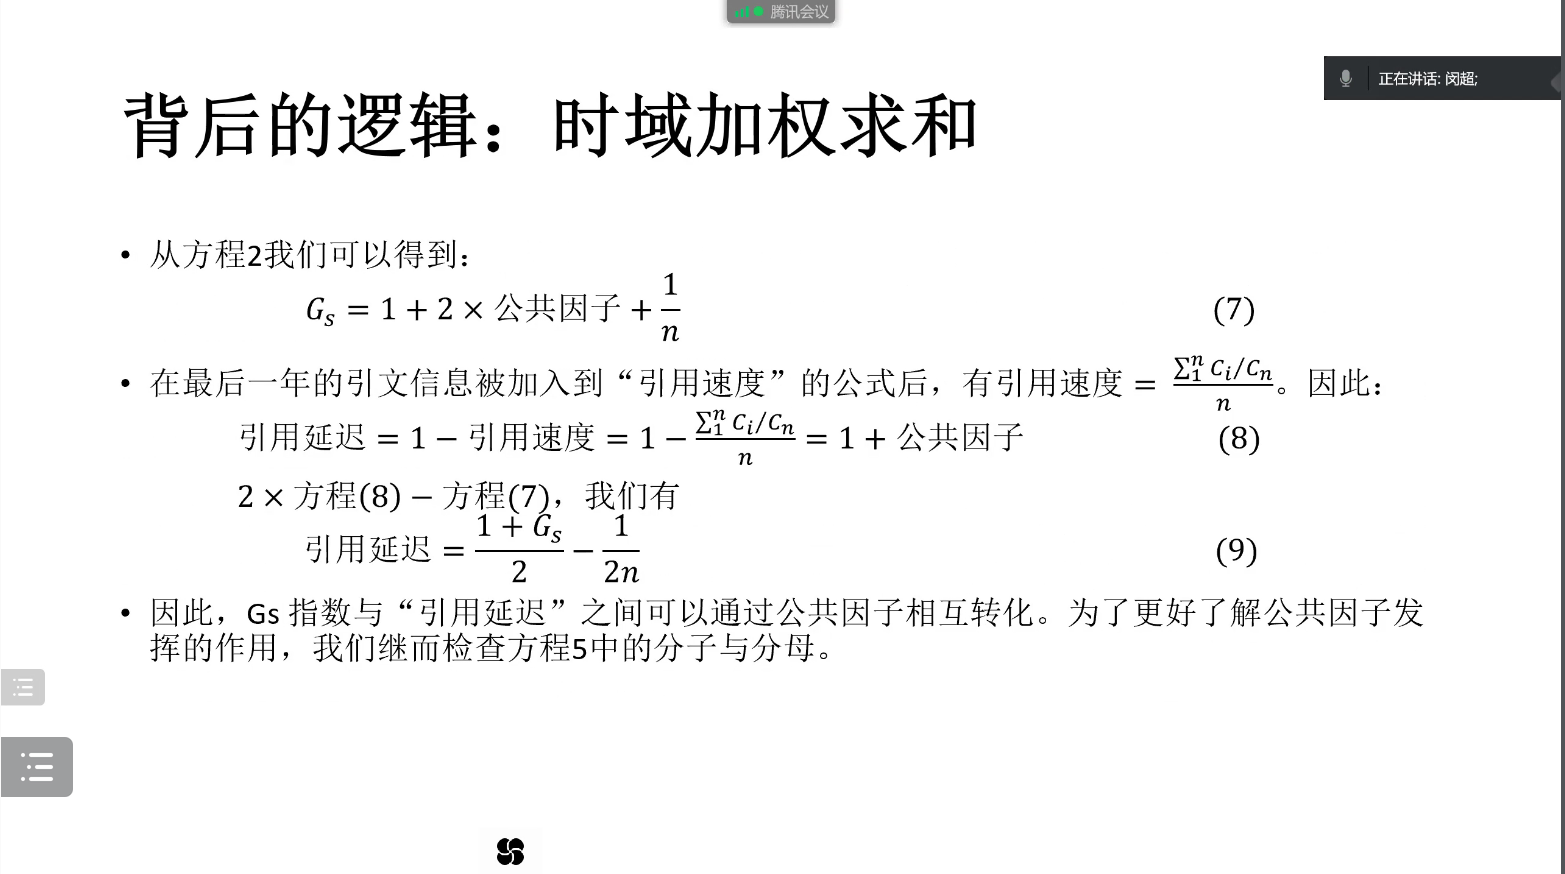 腾讯会议
正在讲话: 闵超;
背后的逻辑：时域加权求和
• 从方程2我们可以得到：
G_s = 1 + 2 × 公共因子 + 1/n (7)
• 在最后一年的引文信息被加入到“引用速度”的公式后，有引用速度 = (∑_1^n C_i/C_n)/n。因此：
引用延迟 = 1 − 引用速度 = 1 − (∑_1^n C_i/C_n)/n = 1 + 公共因子 (8)
2 × 方程(8) − 方程(7)，我们有
引用延迟 = (1 + G_s)/2 − 1/2n (9)
• 因此，Gs 指数与“引用延迟”之间可以通过公共因子相互转化。为了更好了解公共因子发
挥的作用，我们继而检查方程5中的分子与分母。